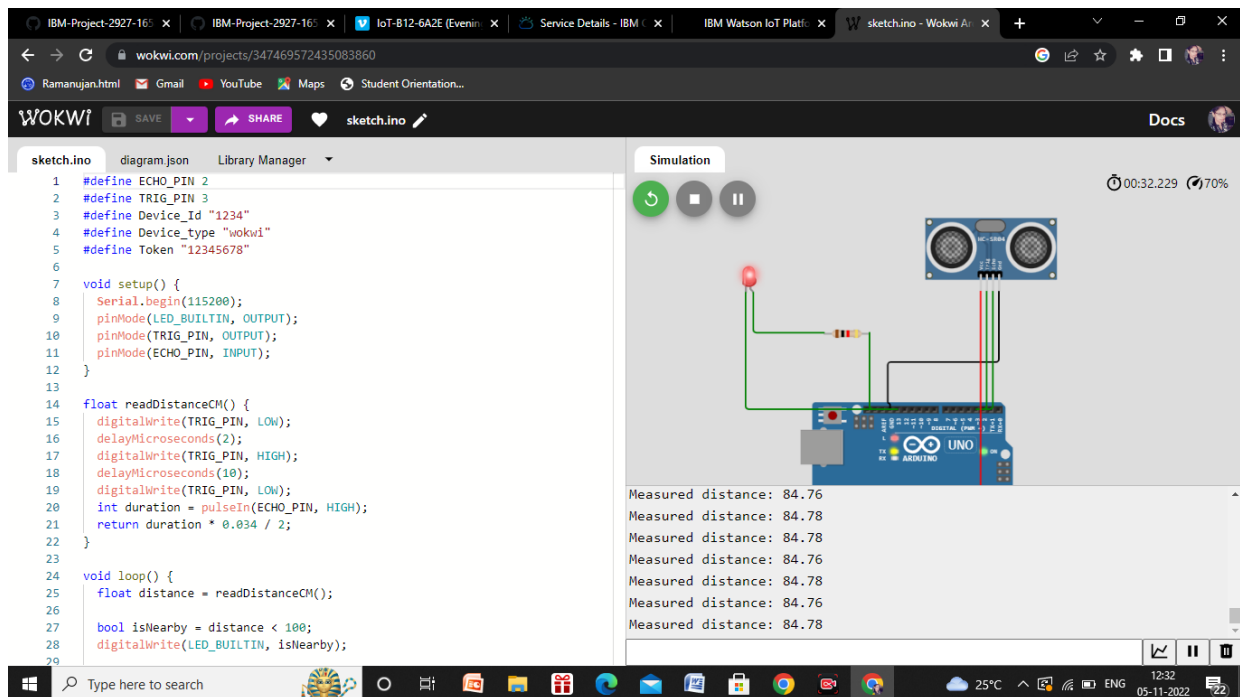 IBM-Project-2927-165
IBM-Project-2927-165
IoT-B12-6A2E (Evenin
Service Details - IBM C
IBM Watson IoT Platfo
sketch.ino - Wokwi Ar
wokwi.com/projects/347469572435083860
Ramanujan.html Gmail YouTube Maps Student Orientation...
WOKWI SAVE SHARE sketch.ino Docs
sketch.ino diagram.json Library Manager
1 #define ECHO_PIN 2
2 #define TRIG_PIN 3
3 #define Device_Id "1234"
4 #define Device_type "wokwi"
5 #define Token "12345678"
6
7 void setup() {
8 Serial.begin(115200);
9 pinMode(LED_BUILTIN, OUTPUT);
10 pinMode(TRIG_PIN, OUTPUT);
11 pinMode(ECHO_PIN, INPUT);
12 }
13
14 float readDistanceCM() {
15 digitalWrite(TRIG_PIN, LOW);
16 delayMicroseconds(2);
17 digitalWrite(TRIG_PIN, HIGH);
18 delayMicroseconds(10);
19 digitalWrite(TRIG_PIN, LOW);
20 int duration = pulseIn(ECHO_PIN, HIGH);
21 return duration * 0.034 / 2;
22 }
23
24 void loop() {
25 float distance = readDistanceCM();
26
27 bool isNearby = distance < 100;
28 digitalWrite(LED_BUILTIN, isNearby);
29
Simulation
00:32.229 70%
HC-SR04
DIGITAL (PWM ~)
L
TX
RX
UNO
ON
ARDUINO
Measured distance: 84.76
Measured distance: 84.78
Measured distance: 84.78
Measured distance: 84.76
Measured distance: 84.78
Measured distance: 84.76
Measured distance: 84.78
Type here to search
25°C
ENG
12:32
05-11-2022
22